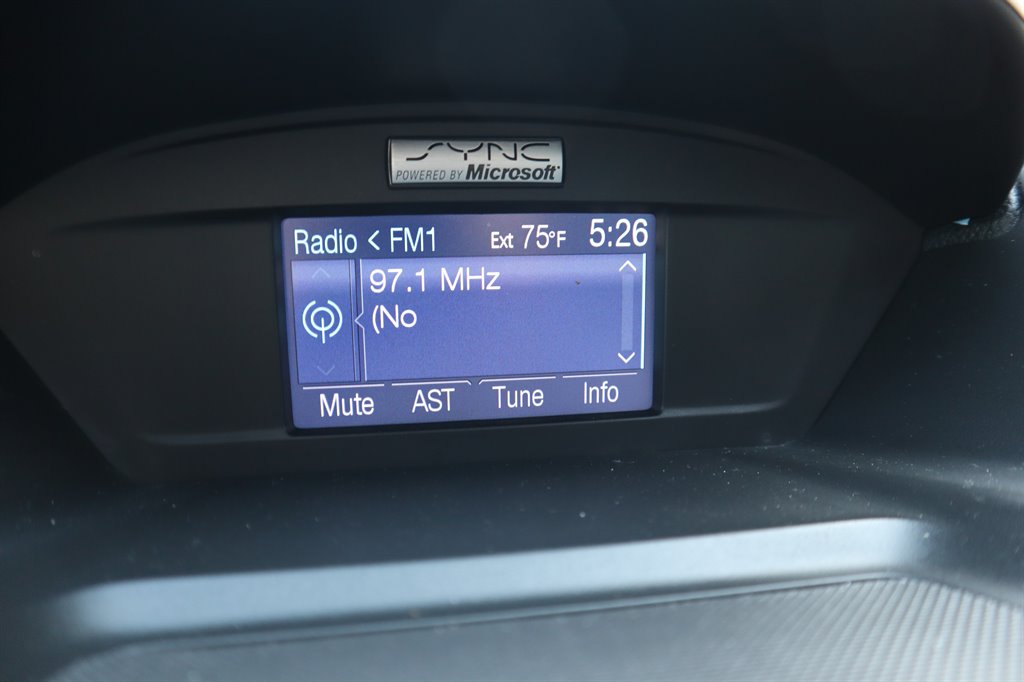 SYNC
POWERED BY Microsoft
Radio < FM1 Ext 75°F 5:26
97.1 MHz
(No
Mute AST Tune Info